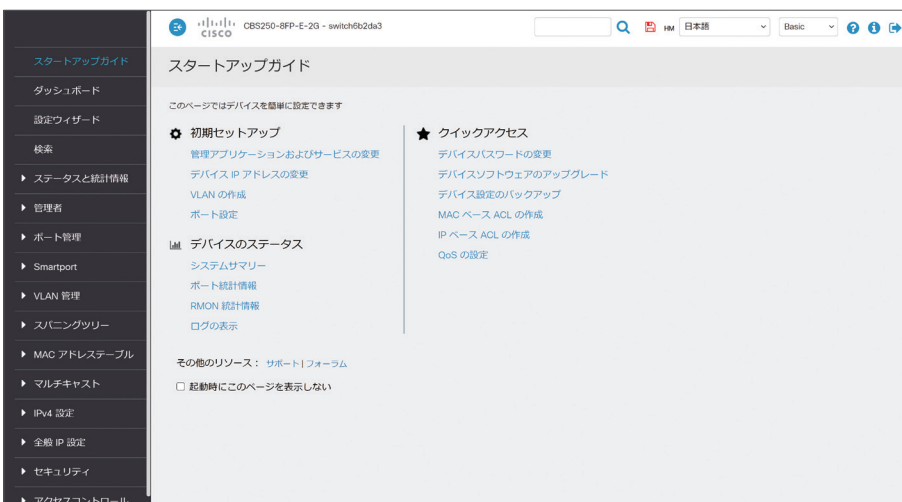 CISCO
CBS250-8FP-E-2G - switch6b2da3
HM
日本語
Basic
スタートアップガイド
ダッシュボード
設定ウィザード
検索
ステータスと統計情報
管理者
ポート管理
Smartport
VLAN 管理
スパニングツリー
MAC アドレステーブル
マルチキャスト
IPv4 設定
全般 IP 設定
セキュリティ
アクセスコントロール
スタートアップガイド
このページではデバイスを簡単に設定できます
初期セットアップ
管理アプリケーションおよびサービスの変更
デバイス IP アドレスの変更
VLAN の作成
ポート設定
デバイスのステータス
システムサマリー
ポート統計情報
RMON 統計情報
ログの表示
クイックアクセス
デバイスパスワードの変更
デバイスソフトウェアのアップグレード
デバイス設定のバックアップ
MAC ベース ACL の作成
IP ベース ACL の作成
QoS の設定
その他のリソース： サポート | フォーラム
起動時にこのページを表示しない